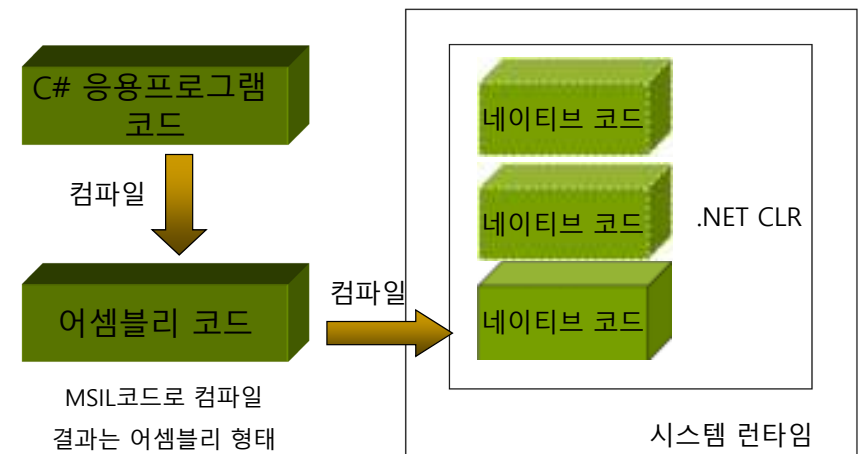 C# 응용프로그램
코드
컴파일
어셈블리 코드
MSIL코드로 컴파일
결과는 어셈블리 형태
컴파일
네이티브 코드
네이티브 코드
네이티브 코드
.NET CLR
시스템 런타임